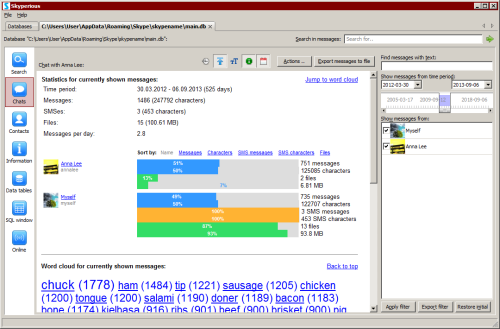 Skyperious
File Help
Databases C:\Users\User\AppData\Roaming\Skype\skypename\main.db
Database "C:\Users\User\AppData\Roaming\Skype\skypename\main.db": Search in messages: Search for...
Search
Chats
Contacts
Information
Data tables
SQL window
Online
Chat with Anna Lee: Actions ... Export messages to file
Statistics for currently shown messages: Jump to word cloud
Time period: 30.03.2012 - 06.09.2013 (525 days)
Messages: 1486 (247792 characters)
SMSes: 3 (453 characters)
Files: 15 (100.61 MB)
Messages per day: 2.8
Sort by: Name Messages Characters SMS messages SMS characters Files
Anna Lee
annalee
51% 751 messages
50% 125085 characters
13% 2 files
7% 6.81 MB
Myself
myself
49% 735 messages
50% 122707 characters
100% 3 SMS messages
100% 453 SMS characters
87% 13 files
93% 93.8 MB
Word cloud for currently shown messages: Back to top
chuck (1778) ham (1484) tip (1221) sausage (1205) chicken
(1200) tongue (1200) salami (1190) doner (1189) bacon (1183)
bone (1174) kielbasa (916) ribs (901) beef (900) brisket (900) pig
Find messages with text:
Show messages from time period:
2012-03-30 2013-09-06
2005-03-17 2018-09-06
Show messages from:
Myself
Anna Lee
Apply filter Export filter Restore initial